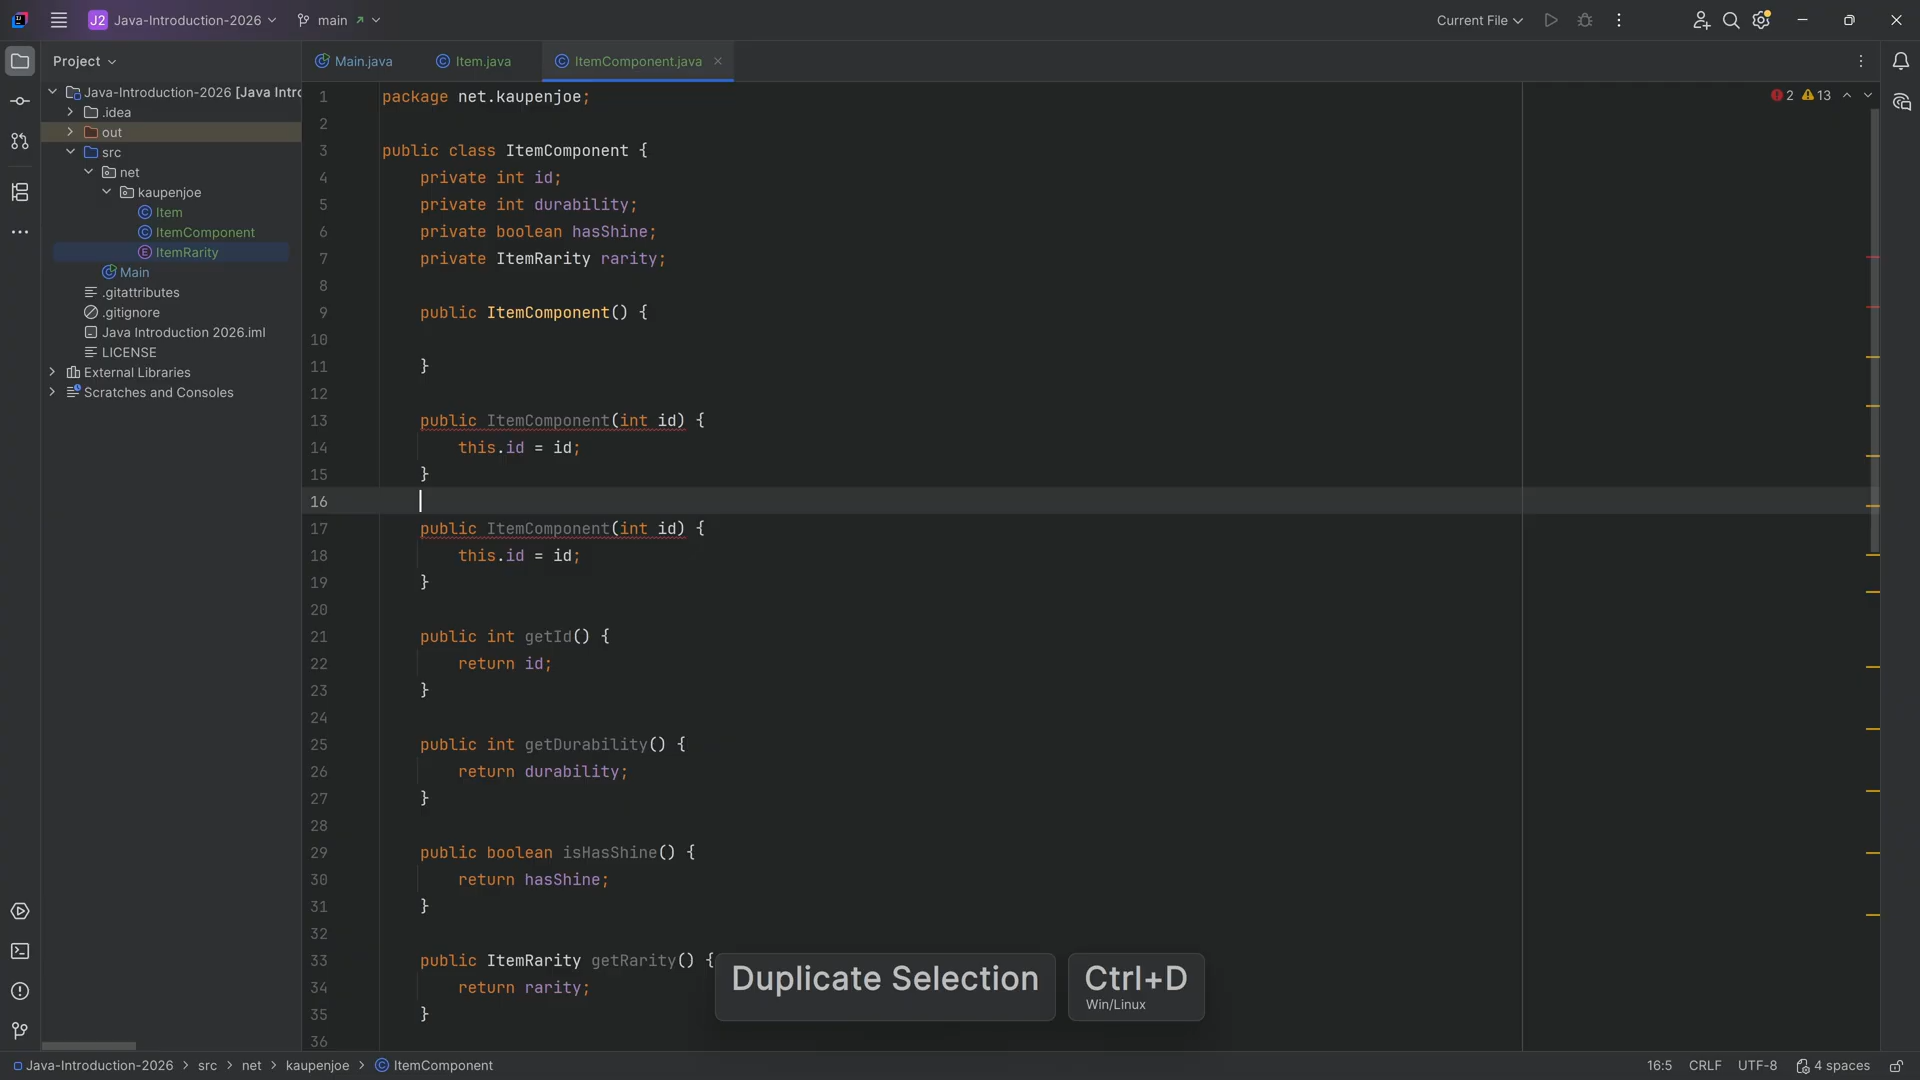 J2 Java-Introduction-2026 main Current File
Project Main.java Item.java ItemComponent.java
Java-Introduction-2026 [Java Intro
.idea
out
src
net
kaupenjoe
Item
ItemComponent
ItemRarity
Main
.gitattributes
.gitignore
Java Introduction 2026.iml
LICENSE
External Libraries
Scratches and Consoles
2 13
1 package net.kaupenjoe;
2
3 public class ItemComponent {
4 private int id;
5 private int durability;
6 private boolean hasShine;
7 private ItemRarity rarity;
8
9 public ItemComponent() {
10
11 }
12
13 public ItemComponent(int id) {
14 this.id = id;
15 }
16
17 public ItemComponent(int id) {
18 this.id = id;
19 }
20
21 public int getId() {
22 return id;
23 }
24
25 public int getDurability() {
26 return durability;
27 }
28
29 public boolean isHasShine() {
30 return hasShine;
31 }
32
33 public ItemRarity getRarity() {
34 return rarity;
35 }
36
Duplicate Selection Ctrl+D
Win/Linux
Java-Introduction-2026 > src > net > kaupenjoe > ItemComponent 16:5 CRLF UTF-8 4 spaces